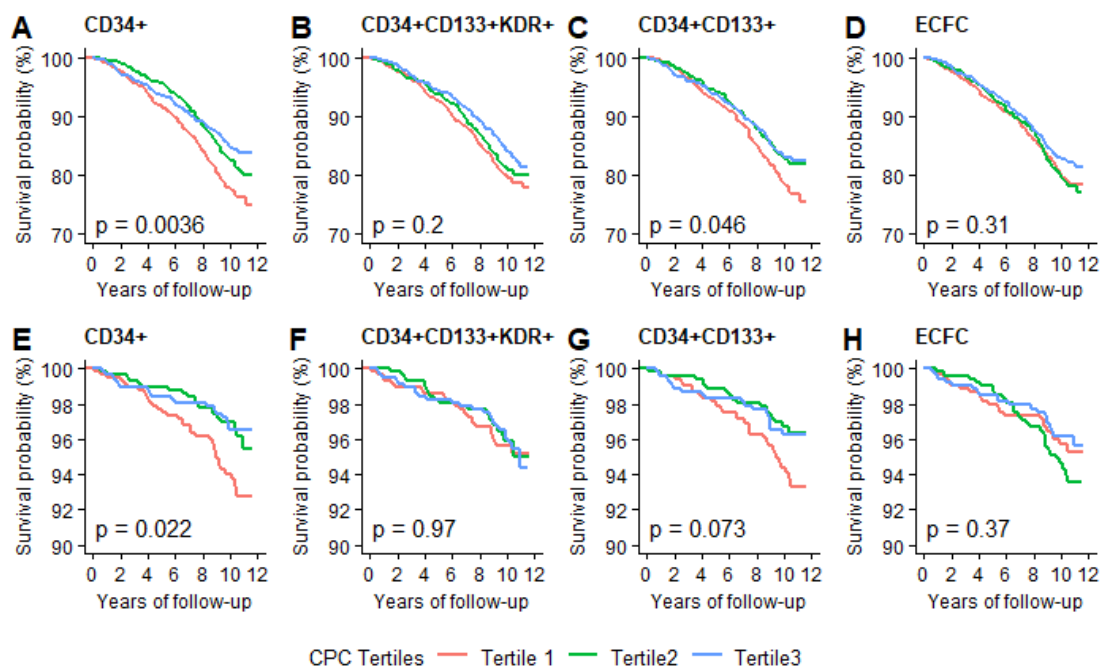 A CD34+ B CD34+CD133+KDR+ C CD34+CD133+ D ECFC
Survival probability (%) Survival probability (%) Survival probability (%) Survival probability (%)
100 100 100 100
90 90 90 90
80 80 80 80
70 70 70 70
p = 0.0036 p = 0.2 p = 0.046 p = 0.31
0 2 4 6 8 10 12 0 2 4 6 8 10 12 0 2 4 6 8 10 12 0 2 4 6 8 10 12
Years of follow-up Years of follow-up Years of follow-up Years of follow-up
E CD34+ F CD34+CD133+KDR+ G CD34+CD133+ H ECFC
Survival probability (%) Survival probability (%) Survival probability (%) Survival probability (%)
100 100 100 100
98 98 98 98
96 96 96 96
94 94 94 94
92 92 92 92
90 90 90 90
p = 0.022 p = 0.97 p = 0.073 p = 0.37
0 2 4 6 8 10 12 0 2 4 6 8 10 12 0 2 4 6 8 10 12 0 2 4 6 8 10 12
Years of follow-up Years of follow-up Years of follow-up Years of follow-up
CPC Tertiles Tertile 1 Tertile2 Tertile3